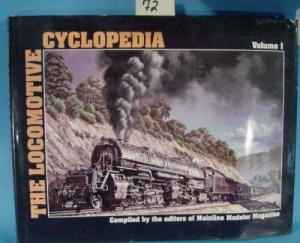 72
THE LOCOMOTIVE
CYCLOPEDIA
Volume I
Compiled by the editors of Mainline Modeler Magazine